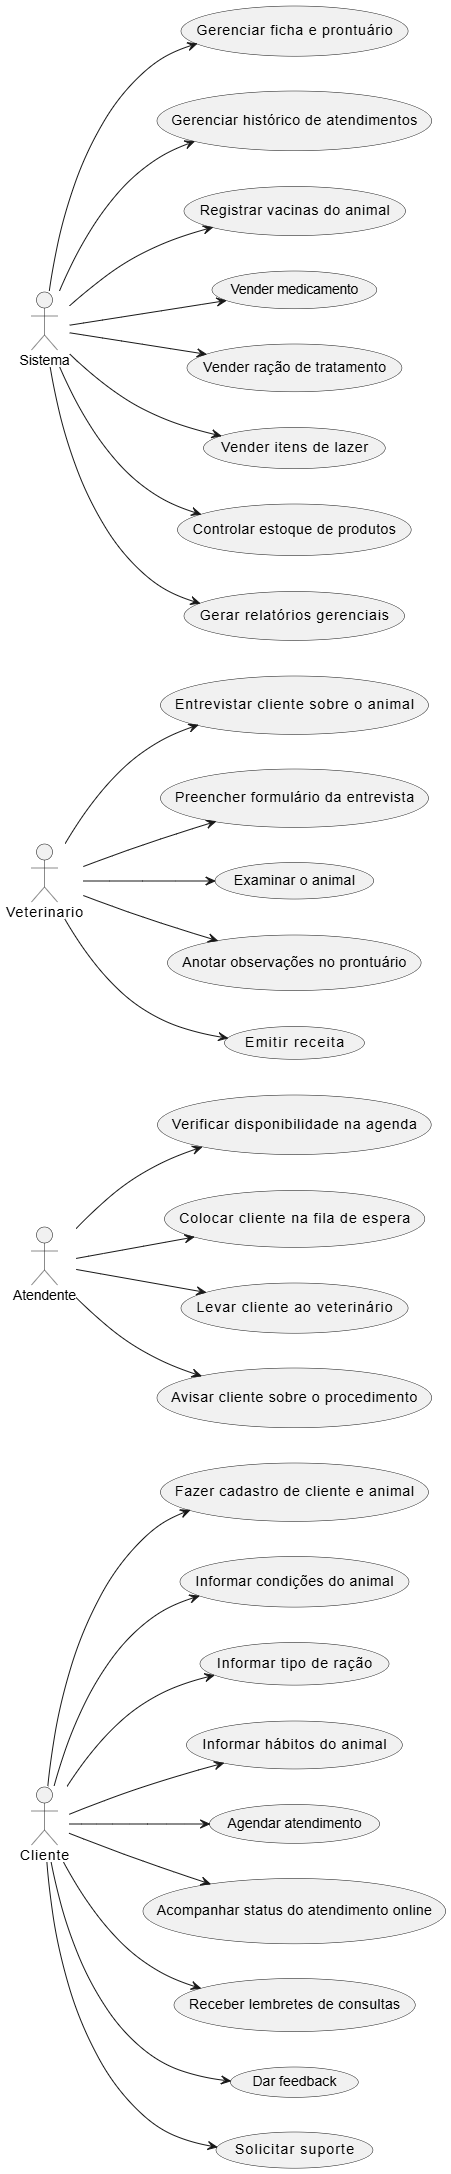 Gerenciar ficha e prontuário
Gerenciar histórico de atendimentos
Registrar vacinas do animal
Vender medicamento
Sistema
Vender ração de tratamento
Vender itens de lazer
Controlar estoque de produtos
Gerar relatórios gerenciais
Entrevistar cliente sobre o animal
Preencher formulário da entrevista
Examinar o animal
Veterinario
Anotar observações no prontuário
Emitir receita
Verificar disponibilidade na agenda
Colocar cliente na fila de espera
Atendente
Levar cliente ao veterinário
Avisar cliente sobre o procedimento
Fazer cadastro de cliente e animal
Informar condições do animal
Informar tipo de ração
Informar hábitos do animal
Agendar atendimento
Cliente
Acompanhar status do atendimento online
Receber lembretes de consultas
Dar feedback
Solicitar suporte